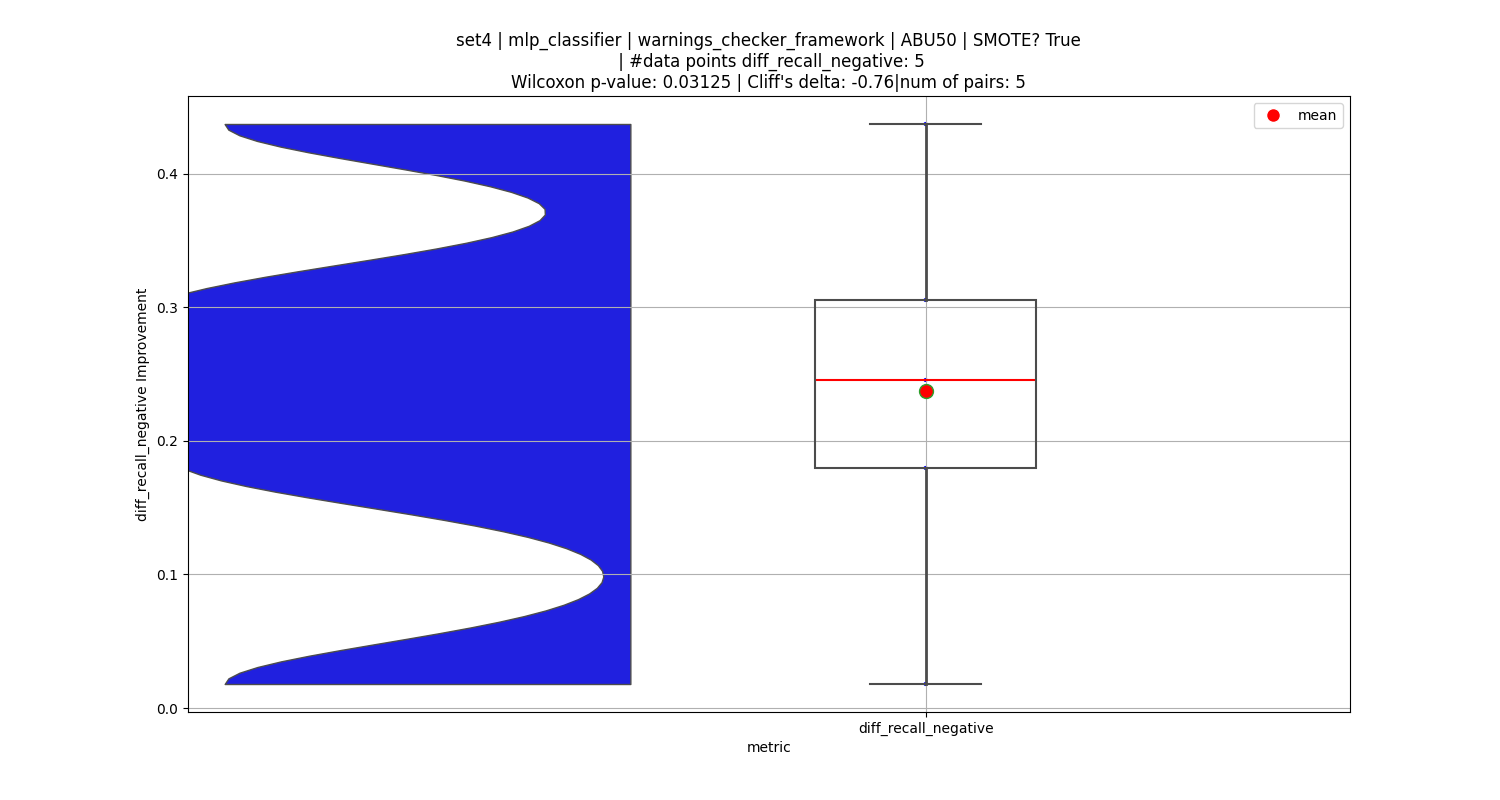 set4 | mlp_classifier | warnings_checker_framework | ABU50 | SMOTE? True
| #data points diff_recall_negative: 5
Wilcoxon p-value: 0.03125 | Cliff's delta: -0.76|num of pairs: 5
mean
0.4
0.3
0.2
0.1
0.0
diff_recall_negative Improvement
diff_recall_negative
metric